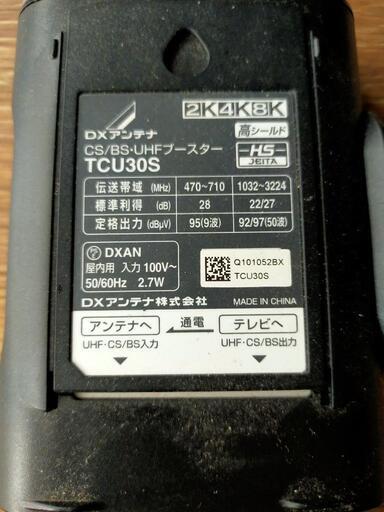 2K4K8K
DXアンテナ
高シールド
CS/BS・UHFブースター
TCU30S
HS
JEITA
伝送帯域 (MHz) 470~710 1032~3224
標準利得 (dB) 28 22/27
定格出力 (dBμV) 95(9波) 92/97(50波)
DXAN
屋内用 入力 100V~
50/60Hz 2.7W
Q101052BX
TCU30S
DXアンテナ株式会社 MADE IN CHINA
アンテナへ 通電 テレビへ
UHF・CS/BS入力 UHF・CS/BS出力